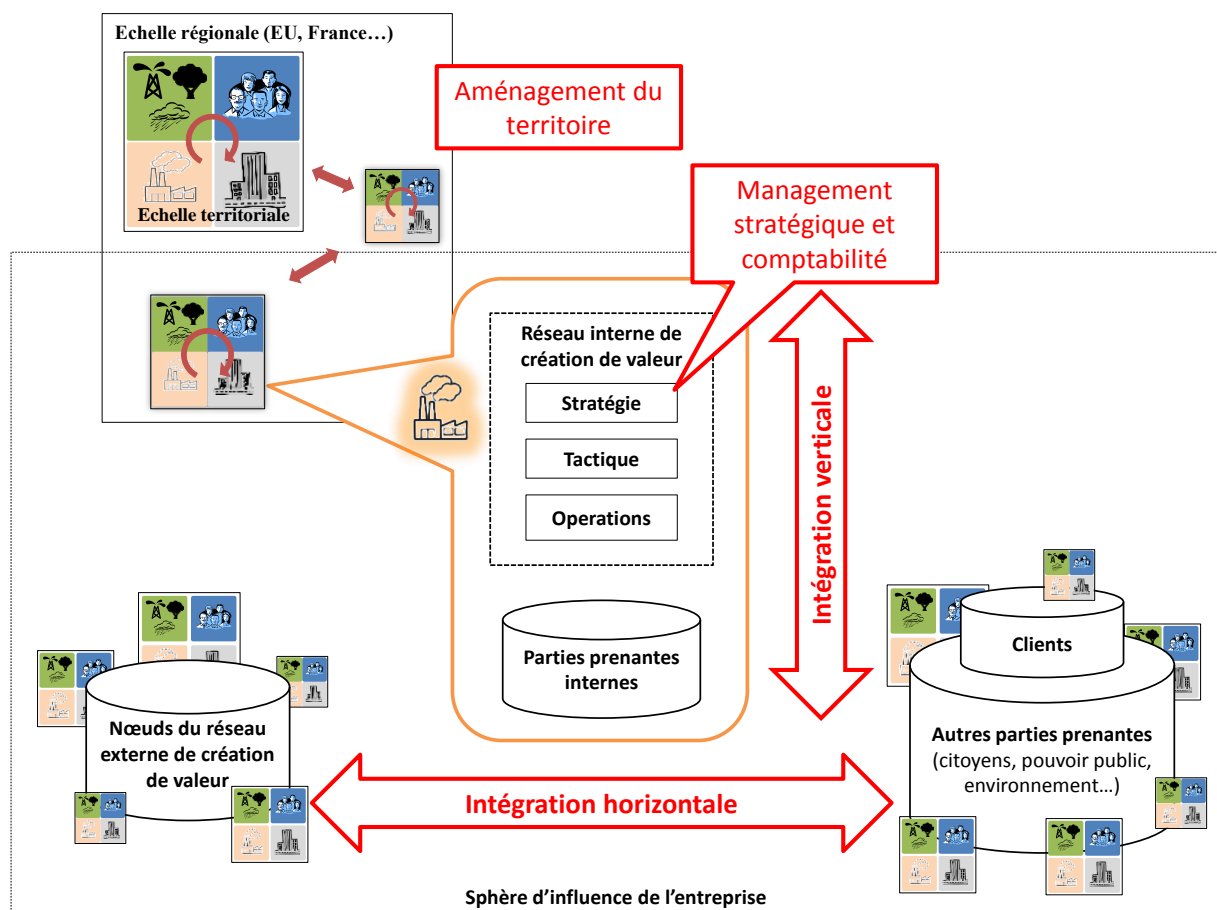 Echelle régionale (EU, France…)
Echelle territoriale
Aménagement du
territoire
Management
stratégique et
comptabilité
Réseau interne de
création de valeur
Stratégie
Tactique
Operations
Intégration verticale
Parties prenantes
internes
Nœuds du réseau
externe de création
de valeur
Clients
Autres parties prenantes
(citoyens, pouvoir public,
environnement…)
Intégration horizontale
Sphère d’influence de l’entreprise